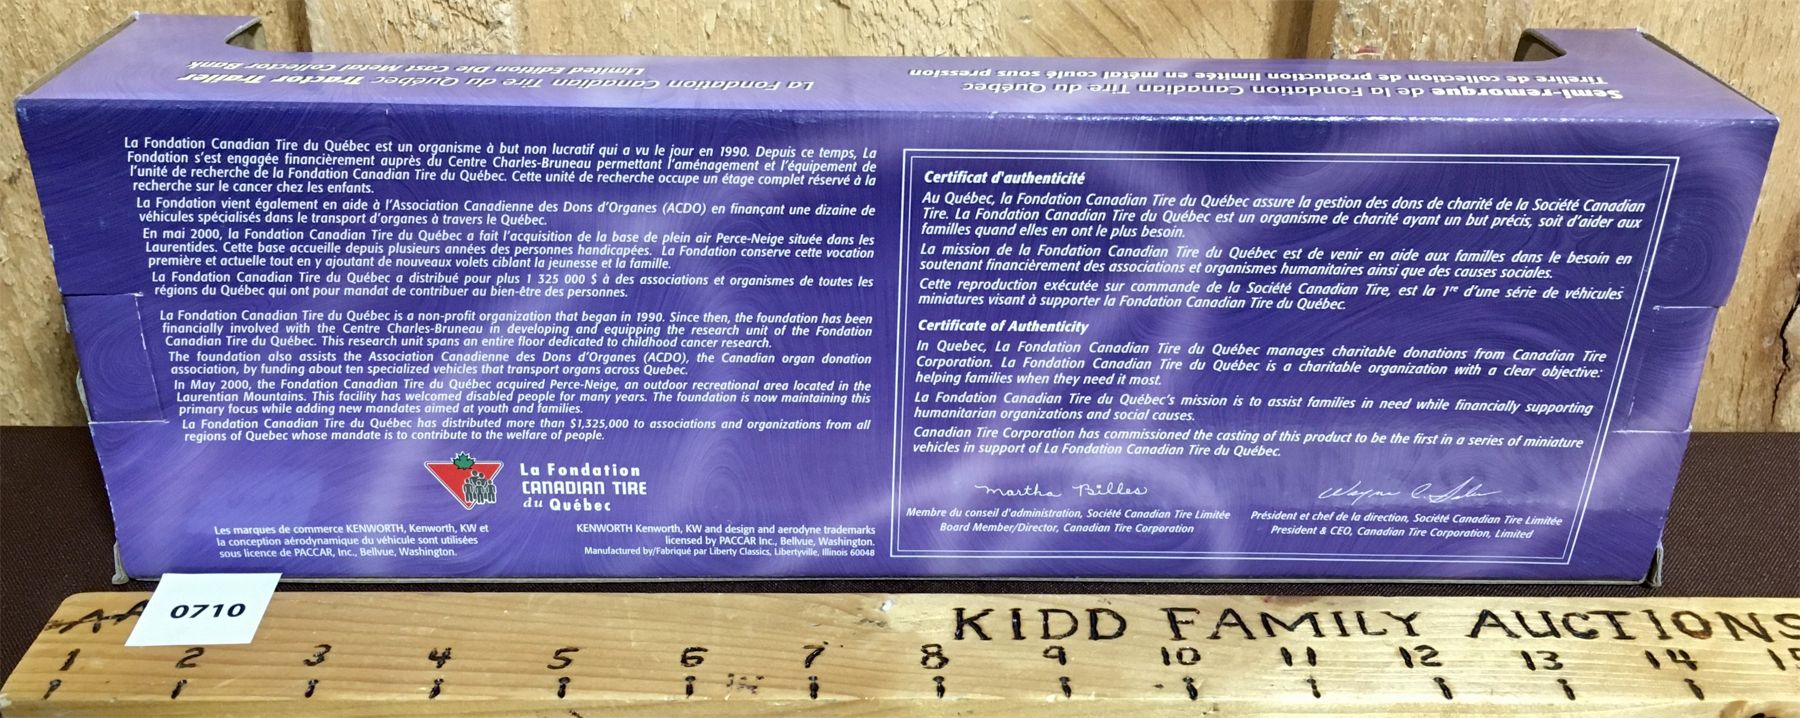 La Fondation Canadian Tire du Québec Tractor Trailer
Limited Edition Die Cast Metal Collector Bank
Semi-remorque de la Fondation Canadian Tire du Québec
Tirelire de collection de production limitée en métal coulé sous pression
La Fondation Canadian Tire du Québec est un organisme à but non lucratif qui a vu le jour en 1990. Depuis ce temps, La
Fondation s'est engagée financièrement auprès du Centre Charles-Bruneau permettant l'aménagement et l'équipement de
l'unité de recherche de la Fondation Canadian Tire du Québec. Cette unité de recherche occupe un étage complet réservé à la
recherche sur le cancer chez les enfants.
La Fondation vient également en aide à l'Association Canadienne des Dons d'Organes (ACDO) en finançant une dizaine de
véhicules spécialisés dans le transport d'organes à travers le Québec.
En mai 2000, la Fondation Canadian Tire du Québec a fait l'acquisition de la base de plein air Perce-Neige située dans les
Laurentides. Cette base accueille depuis plusieurs années des personnes handicapées. La Fondation conserve cette vocation
première et actuelle tout en y ajoutant de nouveaux volets ciblant la jeunesse et la famille.
La Fondation Canadian Tire du Québec a distribué pour plus 1 325 000 $ à des associations et organismes de toutes les
régions du Québec qui ont pour mandat de contribuer au bien-être des personnes.
La Fondation Canadian Tire du Québec is a non-profit organization that began in 1990. Since then, the foundation has been
financially involved with the Centre Charles-Bruneau in developing and equipping the research unit of the Fondation
Canadian Tire du Québec. This research unit spans an entire floor dedicated to childhood cancer research.
The foundation also assists the Association Canadienne des Dons d'Organes (ACDO), the Canadian organ donation
association, by funding about ten specialized vehicles that transport organs across Quebec.
In May 2000, the Fondation Canadian Tire du Québec acquired Perce-Neige, an outdoor recreational area located in the
Laurentian Mountains. This facility has welcomed disabled people for many years. The foundation is now maintaining this
primary focus while adding new mandates aimed at youth and families.
La Fondation Canadian Tire du Québec has distributed more than $1,325,000 to associations and organizations from all
regions of Quebec whose mandate is to contribute to the welfare of people.
La Fondation
CANADIAN TIRE
du Québec
Les marques de commerce KENWORTH, Kenworth, KW et
la conception aérodynamique du véhicule sont utilisées
sous licence de PACCAR, Inc., Bellvue, Washington.
KENWORTH Kenworth, KW and design and aerodyne trademarks
licensed by PACCAR Inc., Bellevue, Washington.
Manufactured by/Fabriqué par Liberty Classics, Libertyville, Illinois 60048
Certificat d'authenticité
Au Québec, la Fondation Canadian Tire du Québec assure la gestion des dons de charité de la Société Canadian
Tire. La Fondation Canadian Tire du Québec est un organisme de charité ayant un but précis, soit d'aider aux
familles quand elles en ont le plus besoin.
La mission de la Fondation Canadian Tire du Québec est de venir en aide aux familles dans le besoin en
soutenant financièrement des associations et organismes humanitaires ainsi que des causes sociales.
Cette reproduction exécutée sur commande de la Société Canadian Tire, est la 1re d'une série de véhicules
miniatures visant à supporter la Fondation Canadian Tire du Québec.
Certificate of Authenticity
In Quebec, La Fondation Canadian Tire du Québec manages charitable donations from Canadian Tire
Corporation. La Fondation Canadian Tire du Québec is a charitable organization with a clear objective:
helping families when they need it most.
La Fondation Canadian Tire du Québec's mission is to assist families in need while financially supporting
humanitarian organizations and social causes.
Canadian Tire Corporation has commissioned the casting of this product to be the first in a series of miniature
vehicles in support of La Fondation Canadian Tire du Québec.
Martha Billes
Membre du conseil d'administration, Société Canadian Tire Limitée
Board Member/Director, Canadian Tire Corporation
Wayne C.
Président et chef de la direction, Société Canadian Tire Limitée
President & CEO, Canadian Tire Corporation, Limited
0710
KIDD FAMILY AUCTIONS
1 2 3 4 5 6 7 8 9 10 11 12 13 14 15